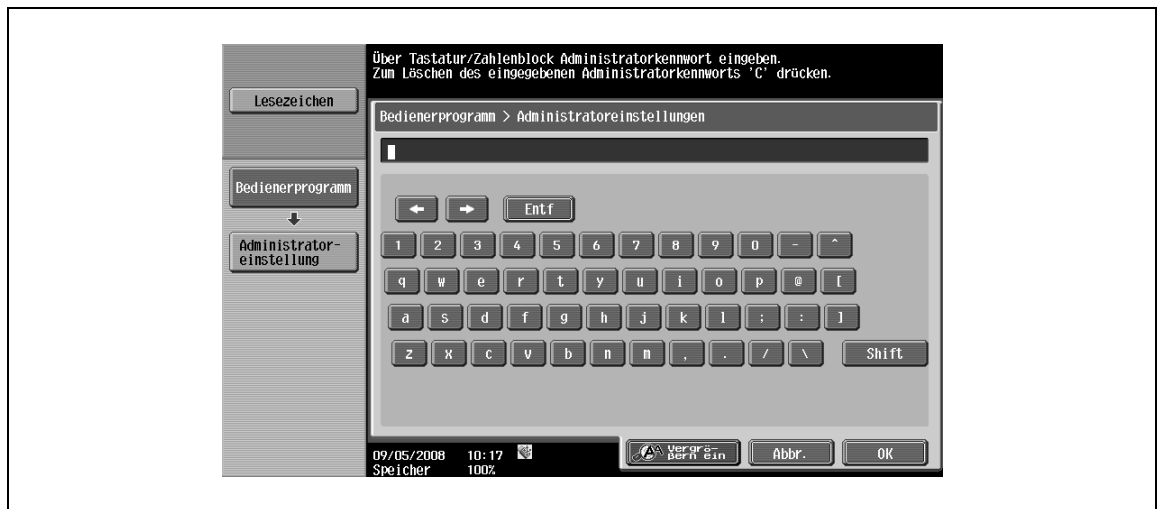 Über Tastatur/Zahlenblock Administratorkennwort eingeben.
Zum Löschen des eingegebenen Administratorkennworts 'C' drücken.
Lesezeichen
Bedienerprogramm > Administratoreinstellungen
Bedienerprogramm
Administrator-
einstellung
Entf
1 2 3 4 5 6 7 8 9 0 - ^
q w e r t y u i o p @ [
a s d f g h j k l ; : ]
z x c v b n m , . / \ Shift
Vergrö-
ßern ein
Abbr.
OK
09/05/2008 10:17
Speicher 100%